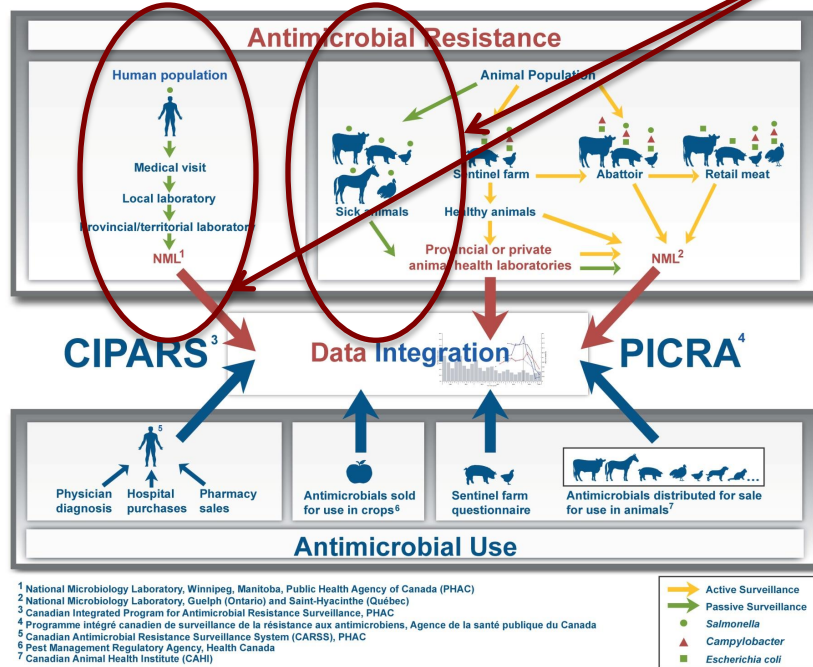 Antimicrobial Resistance
Human population
Medical visit
Local laboratory
Provincial/territorial laboratory
NML1
Animal Population
Sick animals
Sentinel farm
Abattoir
Retail meat
Healthy animals
Provincial or private
animal health laboratories
NML2
CIPARS3
Data Integration
PICRA4
5
Physician
diagnosis
Hospital
purchases
Pharmacy
sales
Antimicrobials sold
for use in crops6
Sentinel farm
questionnaire
...
Antimicrobials distributed for sale
for use in animals7
Antimicrobial Use
1 National Microbiology Laboratory, Winnipeg, Manitoba, Public Health Agency of Canada (PHAC)
2 National Microbiology Laboratory, Guelph (Ontario) and Saint-Hyacinthe (Québec)
3 Canadian Integrated Program for Antimicrobial Resistance Surveillance, PHAC
4 Programme intégré canadien de surveillance de la résistance aux antimicrobiens, Agence de la santé publique du Canada
5 Canadian Antimicrobial Resistance Surveillance System (CARSS), PHAC
6 Pest Management Regulatory Agency, Health Canada
7 Canadian Animal Health Institute (CAHI)
Active Surveillance
Passive Surveillance
Salmonella
Campylobacter
Escherichia coli